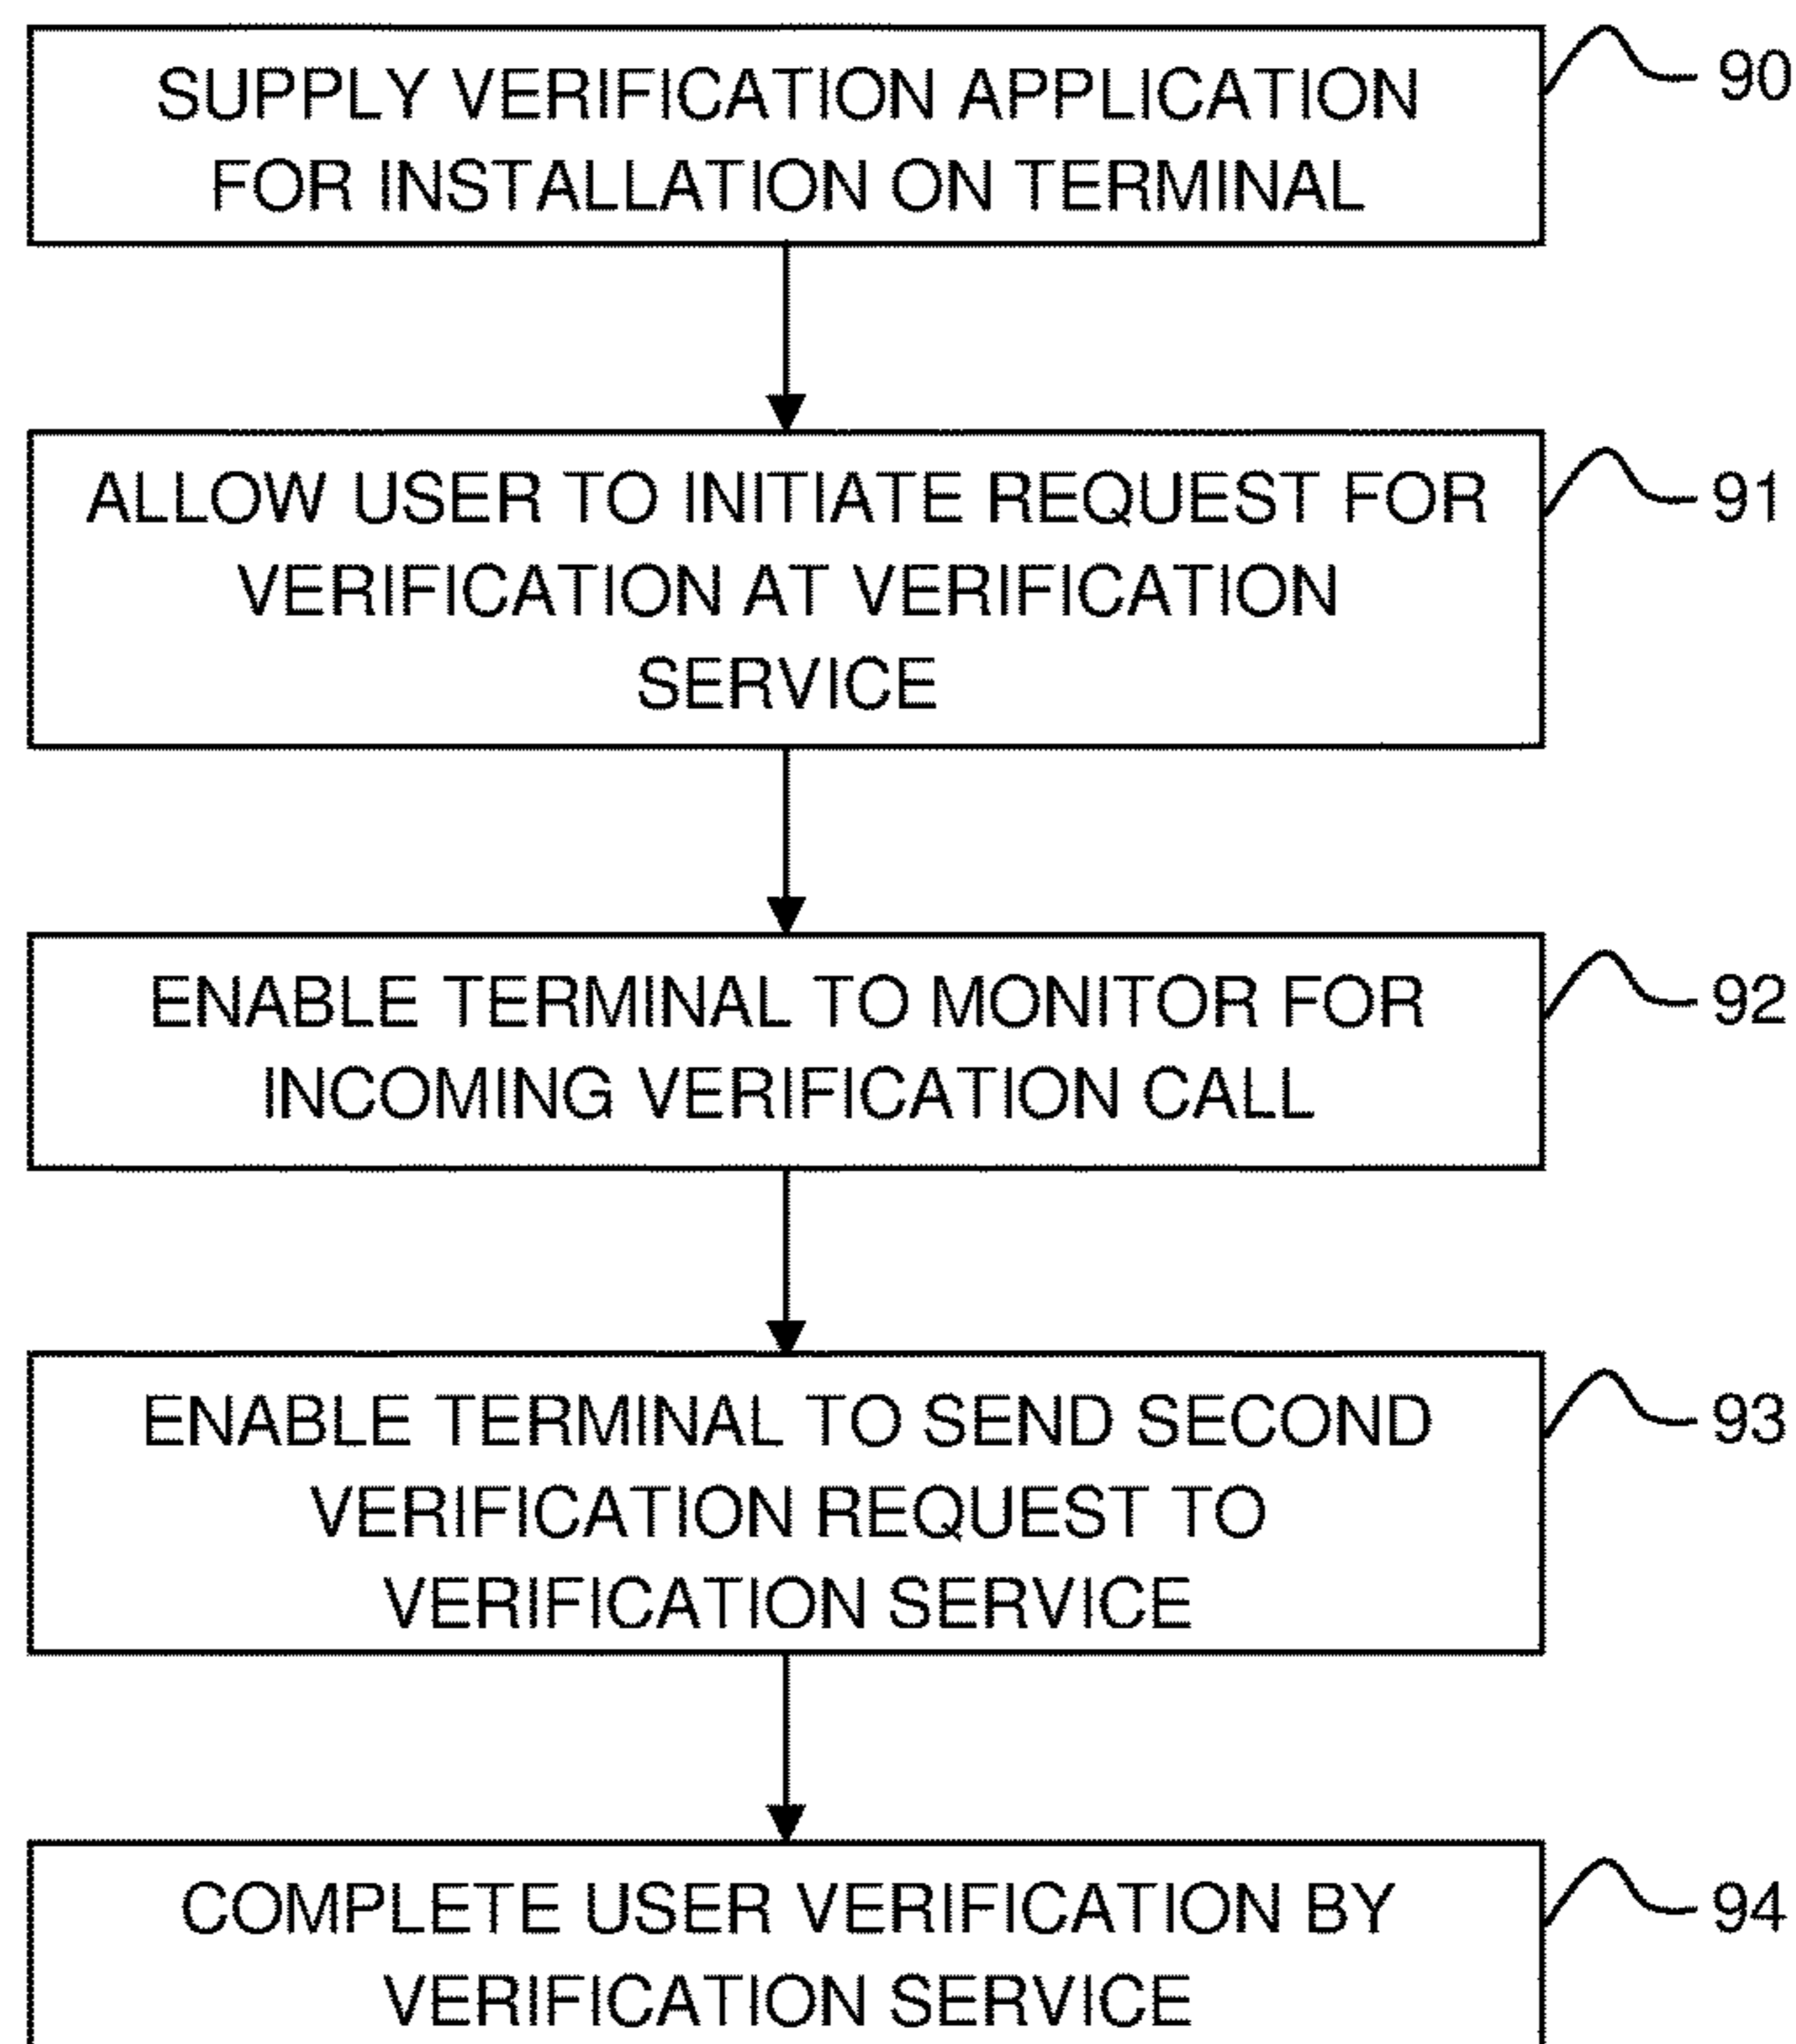 SUPPLY VERIFICATION APPLICATION
FOR INSTALLATION ON TERMINAL
90
ALLOW USER TO INITIATE REQUEST FOR
VERIFICATION AT VERIFICATION
SERVICE
91
ENABLE TERMINAL TO MONITOR FOR
INCOMING VERIFICATION CALL
92
ENABLE TERMINAL TO SEND SECOND
VERIFICATION REQUEST TO
VERIFICATION SERVICE
93
COMPLETE USER VERIFICATION BY
VERIFICATION SERVICE
94